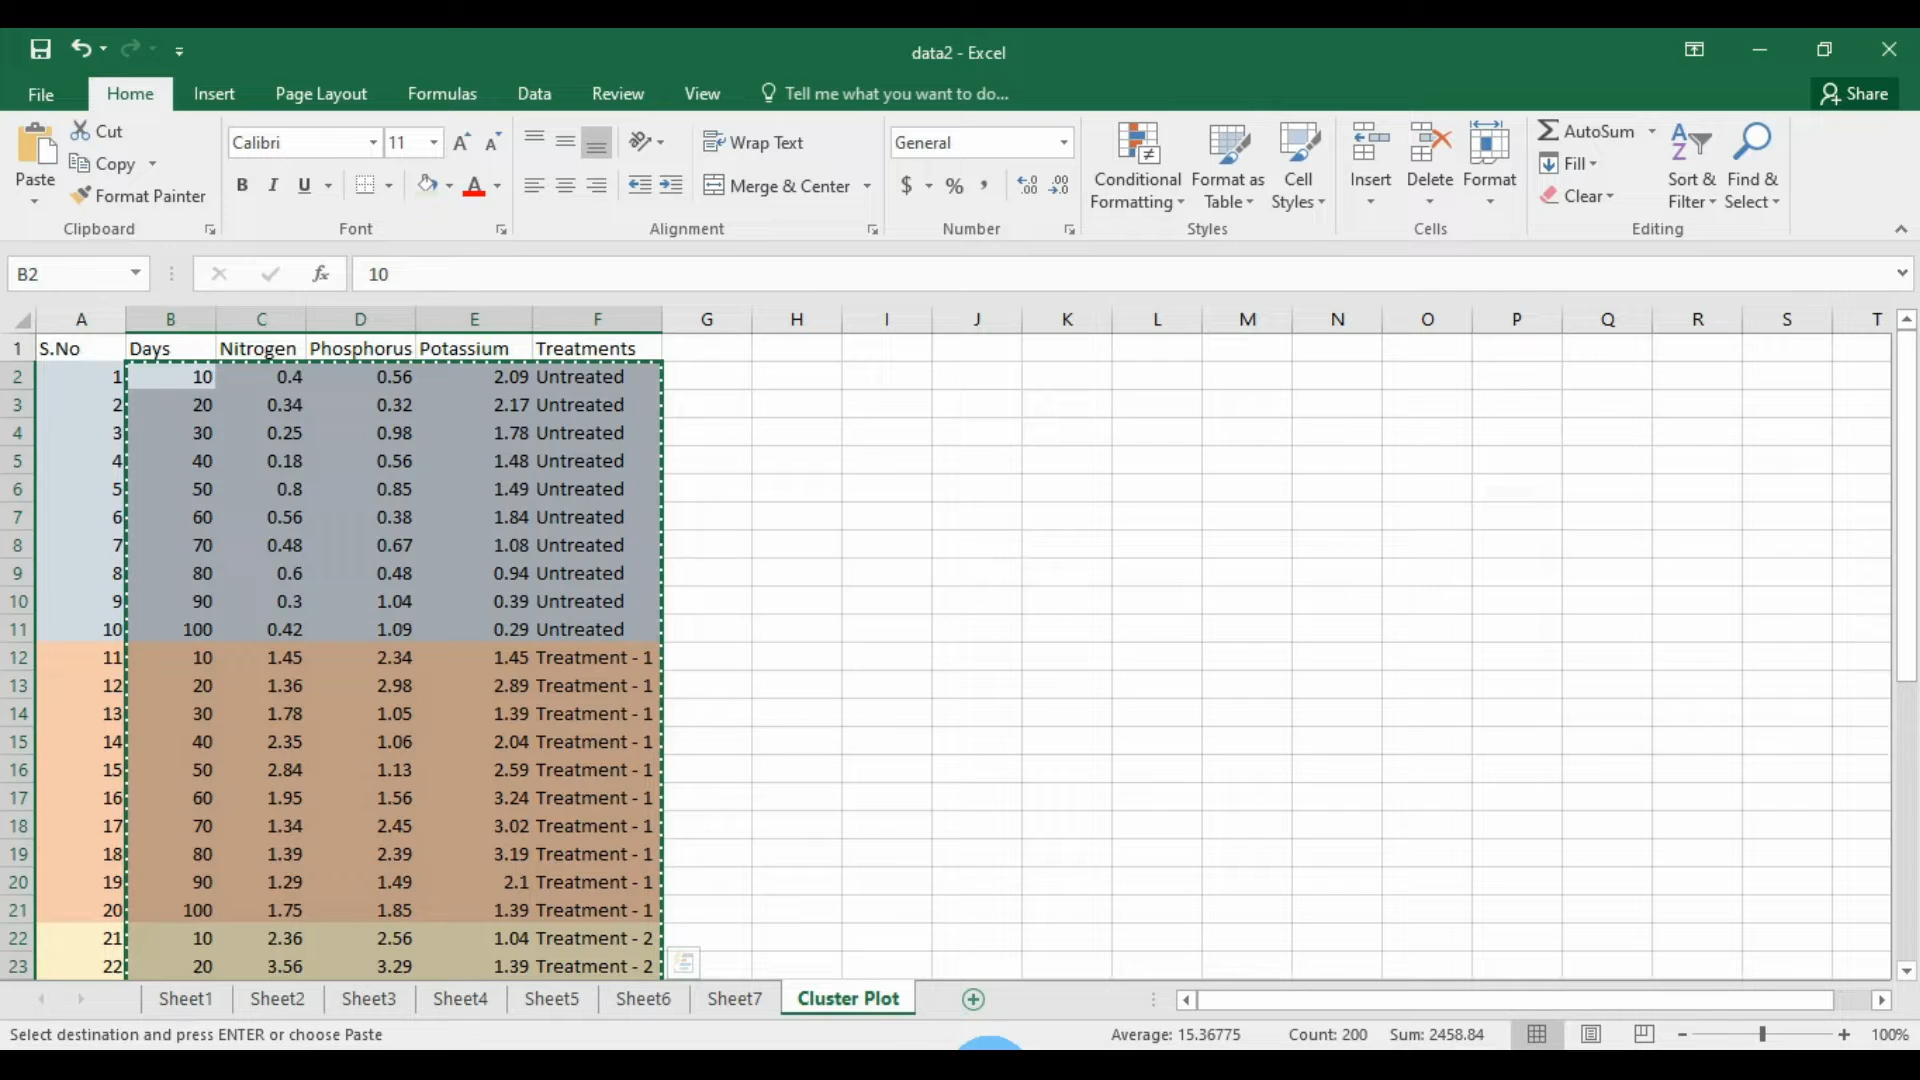 data2 - Excel
File Home Insert Page Layout Formulas Data Review View Tell me what you want to do... Share
Cut
Copy
Format Painter
Paste
Clipboard
Calibri 11
B I U A
Font
Wrap Text
Merge & Center
Alignment
General
$ % , .00 .0
Number
Conditional Formatting
Format as Table
Cell Styles
Styles
Insert Delete Format
Cells
AutoSum
Fill
Clear
Sort & Filter
Find & Select
Editing
B2 fx 10
A B C D E F G H I J K L M N O P Q R S T
1 S.No Days Nitrogen Phosphorus Potassium Treatments
2 1 10 0.4 0.56 2.09 Untreated
3 2 20 0.34 0.32 2.17 Untreated
4 3 30 0.25 0.98 1.78 Untreated
5 4 40 0.18 0.56 1.48 Untreated
6 5 50 0.8 0.85 1.49 Untreated
7 6 60 0.56 0.38 1.84 Untreated
8 7 70 0.48 0.67 1.08 Untreated
9 8 80 0.6 0.48 0.94 Untreated
10 9 90 0.3 1.04 0.39 Untreated
11 10 100 0.42 1.09 0.29 Untreated
12 11 10 1.45 2.34 1.45 Treatment - 1
13 12 20 1.36 2.98 2.89 Treatment - 1
14 13 30 1.78 1.05 1.39 Treatment - 1
15 14 40 2.35 1.06 2.04 Treatment - 1
16 15 50 2.84 1.13 2.59 Treatment - 1
17 16 60 1.95 1.56 3.24 Treatment - 1
18 17 70 1.34 2.45 3.02 Treatment - 1
19 18 80 1.39 2.39 3.19 Treatment - 1
20 19 90 1.29 1.49 2.1 Treatment - 1
21 20 100 1.75 1.85 1.39 Treatment - 1
22 21 10 2.36 2.56 1.04 Treatment - 2
23 22 20 3.56 3.29 1.39 Treatment - 2
Sheet1 Sheet2 Sheet3 Sheet4 Sheet5 Sheet6 Sheet7 Cluster Plot
Select destination and press ENTER or choose Paste Average: 15.36775 Count: 200 Sum: 2458.84 100%